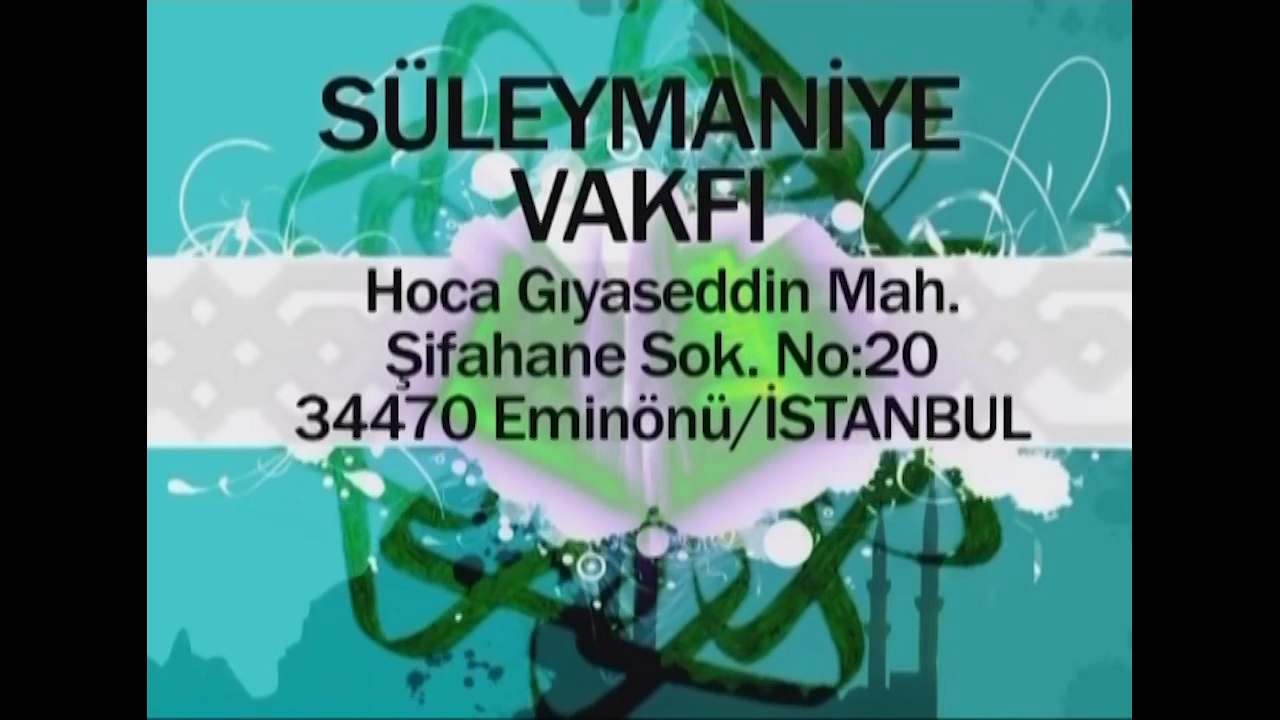 SÜLEYMANİYE
VAKFI
Hoca Gıyaseddin Mah.
Şifahane Sok. No:20
34470 Eminönü/İSTANBUL